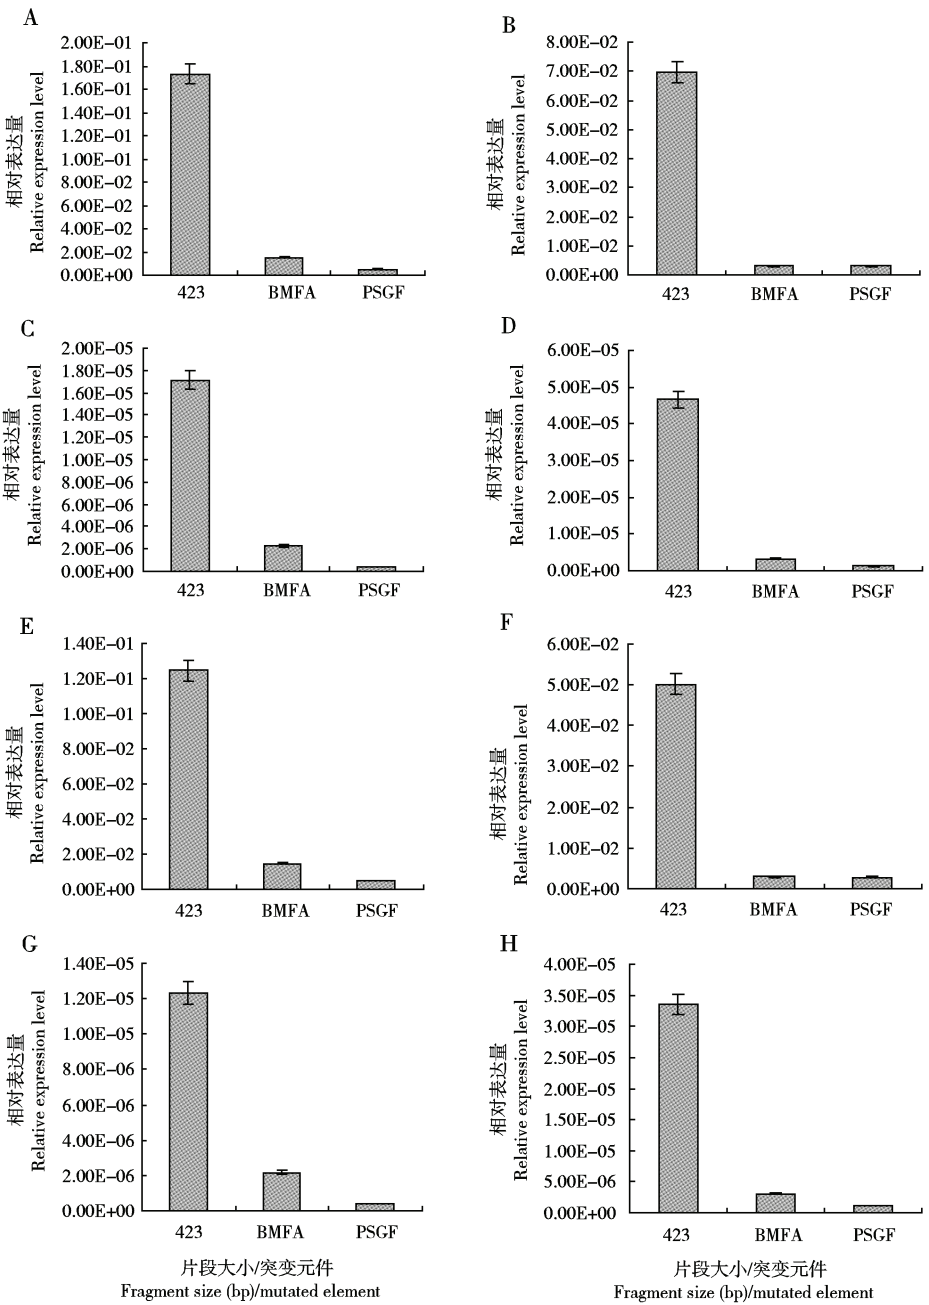 A
相对表达量
Relative expression level
2.00E-01
1.80E-01
1.60E-01
1.40E-01
1.20E-01
1.00E-01
8.00E-02
6.00E-02
4.00E-02
2.00E-02
0.00E+00
423 BMFA PSGF
B
相对表达量
Relative expression level
8.00E-02
7.00E-02
6.00E-02
5.00E-02
4.00E-02
3.00E-02
2.00E-02
1.00E-02
0.00E+00
423 BMFA PSGF
C
相对表达量
Relative expression level
2.00E-05
1.80E-05
1.60E-05
1.40E-05
1.20E-05
1.00E-05
8.00E-06
6.00E-06
4.00E-06
2.00E-06
0.00E+00
423 BMFA PSGF
D
相对表达量
Relative expression level
6.00E-05
5.00E-05
4.00E-05
3.00E-05
2.00E-05
1.00E-05
0.00E+00
423 BMFA PSGF
E
相对表达量
Relative expression level
1.40E-01
1.20E-01
1.00E-01
8.00E-02
6.00E-02
4.00E-02
2.00E-02
0.00E+00
423 BMFA PSGF
F
相对表达量
Relative expression level
6.00E-02
5.00E-02
4.00E-02
3.00E-02
2.00E-02
1.00E-02
0.00E+00
423 BMFA PSGF
G
相对表达量
Relative expression level
1.40E-05
1.20E-05
1.00E-05
8.00E-06
6.00E-06
4.00E-06
2.00E-06
0.00E+00
423 BMFA PSGF
片段大小/突变元件
Fragment size (bp)/mutated element
H
相对表达量
Relative expression level
4.00E-05
3.50E-05
3.00E-05
2.50E-05
2.00E-05
1.50E-05
1.00E-05
5.00E-06
0.00E+00
423 BMFA PSGF
片段大小/突变元件
Fragment size (bp)/mutated element